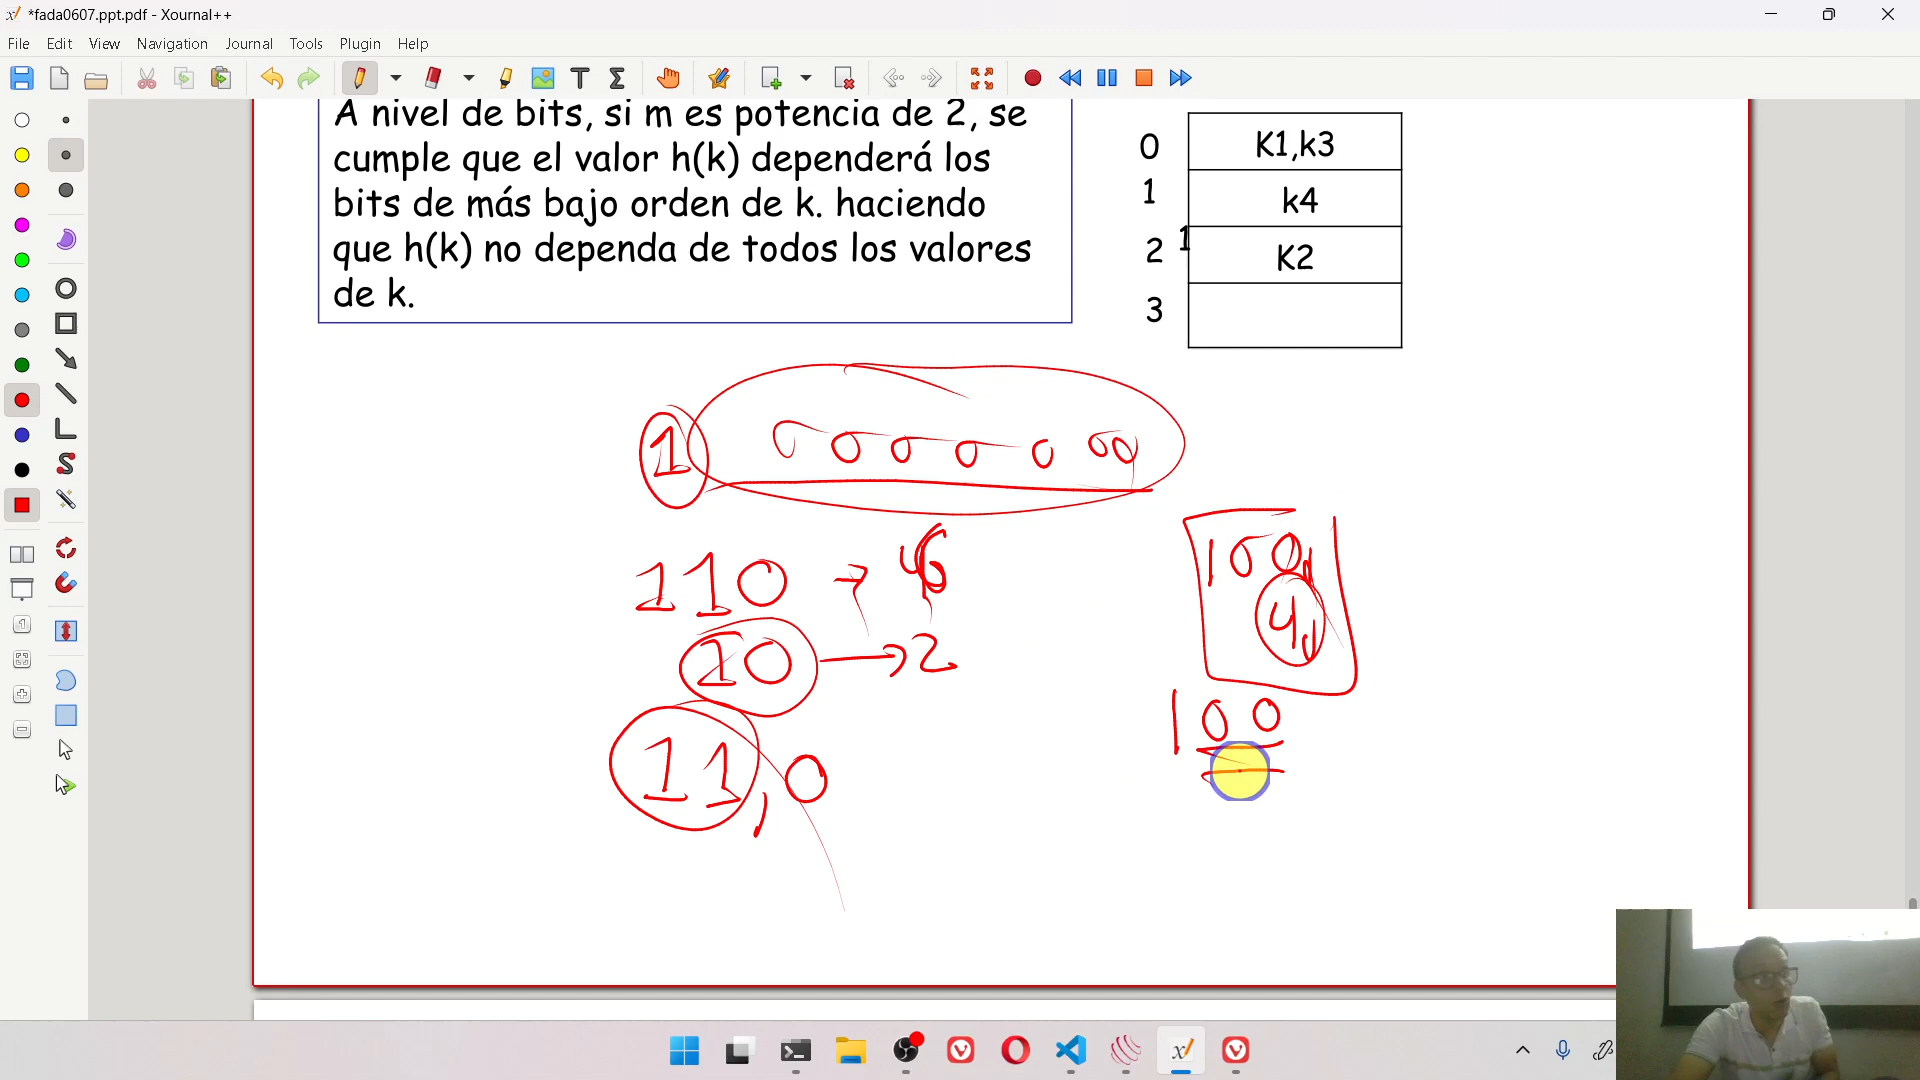 *fada0607.ppt.pdf - Xournal++
File Edit View Navigation Journal Tools Plugin Help
A nivel de bits, si m es potencia de 2, se
cumple que el valor h(k) dependerá los
bits de más bajo orden de k. haciendo
que h(k) no dependa de todos los valores
de k.
0 K1,k3
1 k4
2 1 K2
3
1 0 0 0 0 0 0 0
110 → 6
10 → 2
11,0
100
4
100